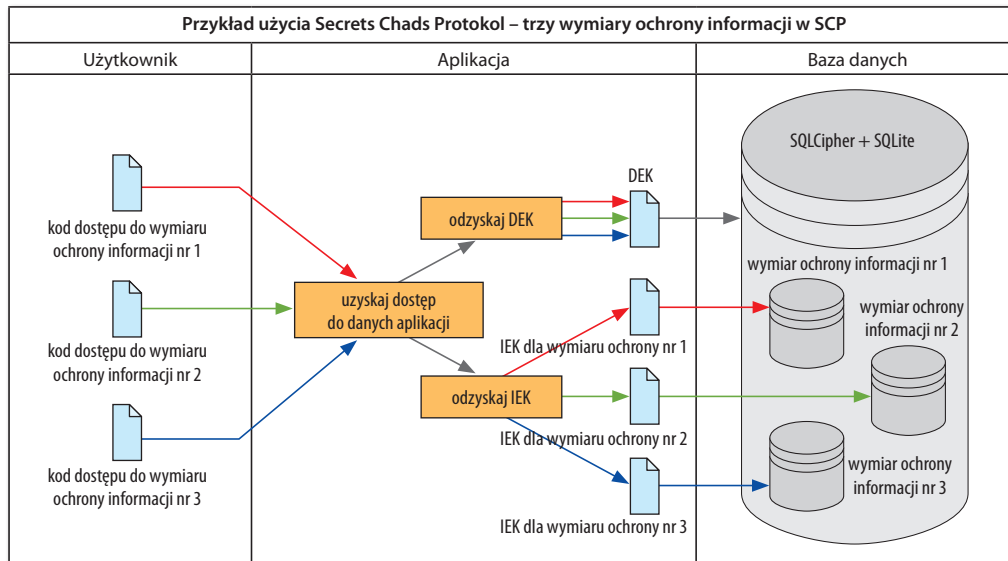 Przykład użycia Secrets Chads Protokol – trzy wymiary ochrony informacji w SCP
Użytkownik
Aplikacja
Baza danych
kod dostępu do wymiaru
ochrony informacji nr 1
kod dostępu do wymiaru
ochrony informacji nr 2
kod dostępu do wymiaru
ochrony informacji nr 3
uzyskaj dostęp
do danych aplikacji
odzyskaj DEK
DEK
odzyskaj IEK
IEK dla wymiaru ochrony nr 1
IEK dla wymiaru ochrony nr 2
IEK dla wymiaru ochrony nr 3
SQLCipher + SQLite
wymiar ochrony informacji nr 1
wymiar ochrony
informacji nr 2
wymiar ochrony
informacji nr 3